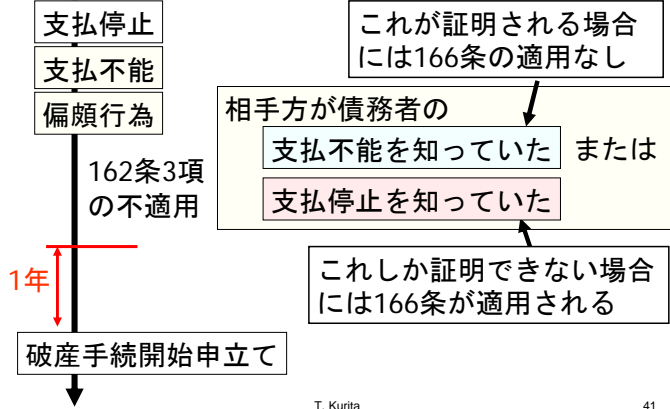 支払停止
支払不能
偏頗行為
162条3項
の不適用
1年
破産手続開始申立て
これが証明される場合
には166条の適用なし
相手方が債務者の
支払不能を知っていた または
支払停止を知っていた
これしか証明できない場合
には166条が適用される
T. Kurita
41